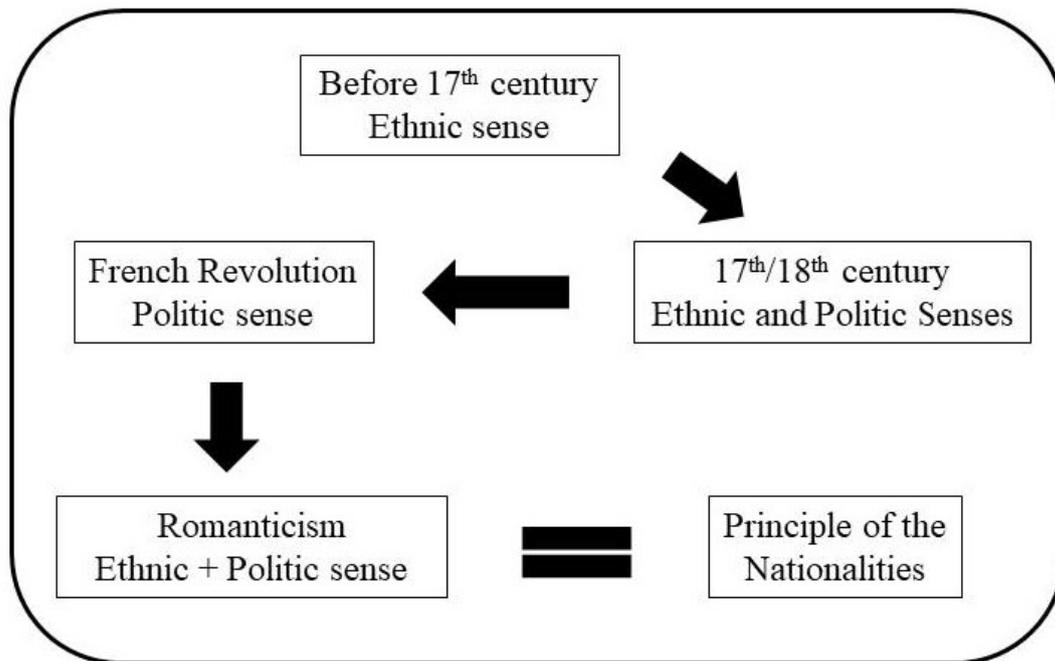 Before 17th century
Ethnic sense
17th/18th century
Ethnic and Politic Senses
French Revolution
Politic sense
Romanticism
Ethnic + Politic sense
Principle of the
Nationalities